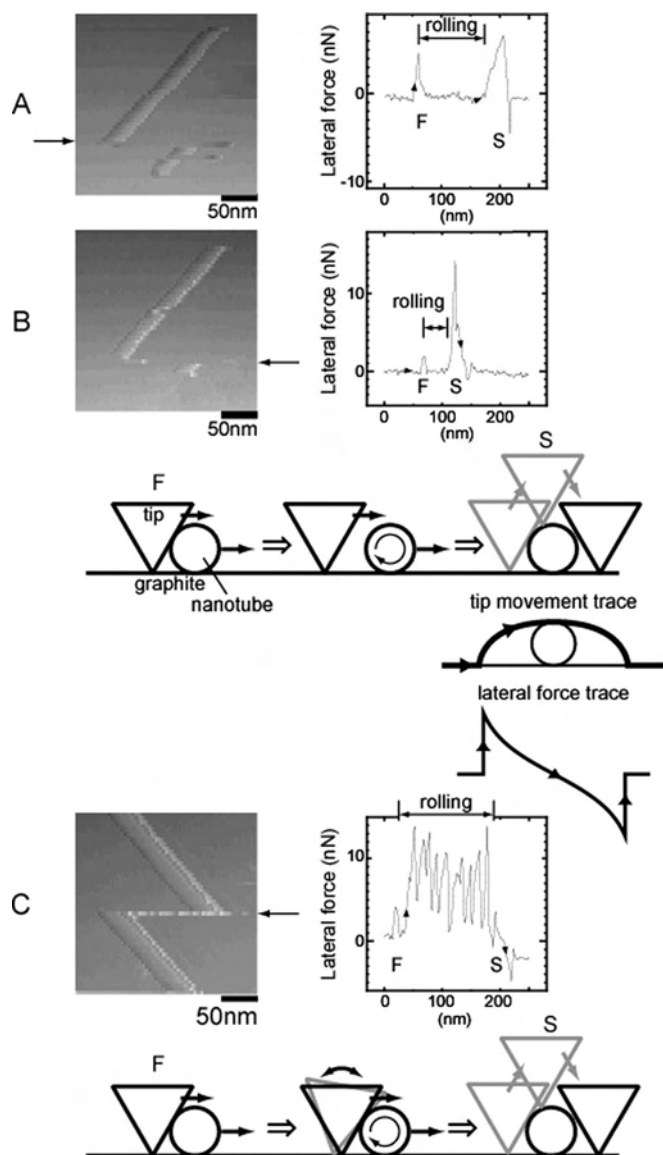 A
50nm
Lateral force (nN)
rolling
0
-10
F
S
0 100 200
(nm)
B
50nm
Lateral force (nN)
10
0
rolling
F
S
0 100 200
(nm)
F
S
tip
graphite
nanotube
tip movement trace
lateral force trace
C
50nm
Lateral force (nN)
rolling
10
0
F
S
0 100 200
(nm)
F
S